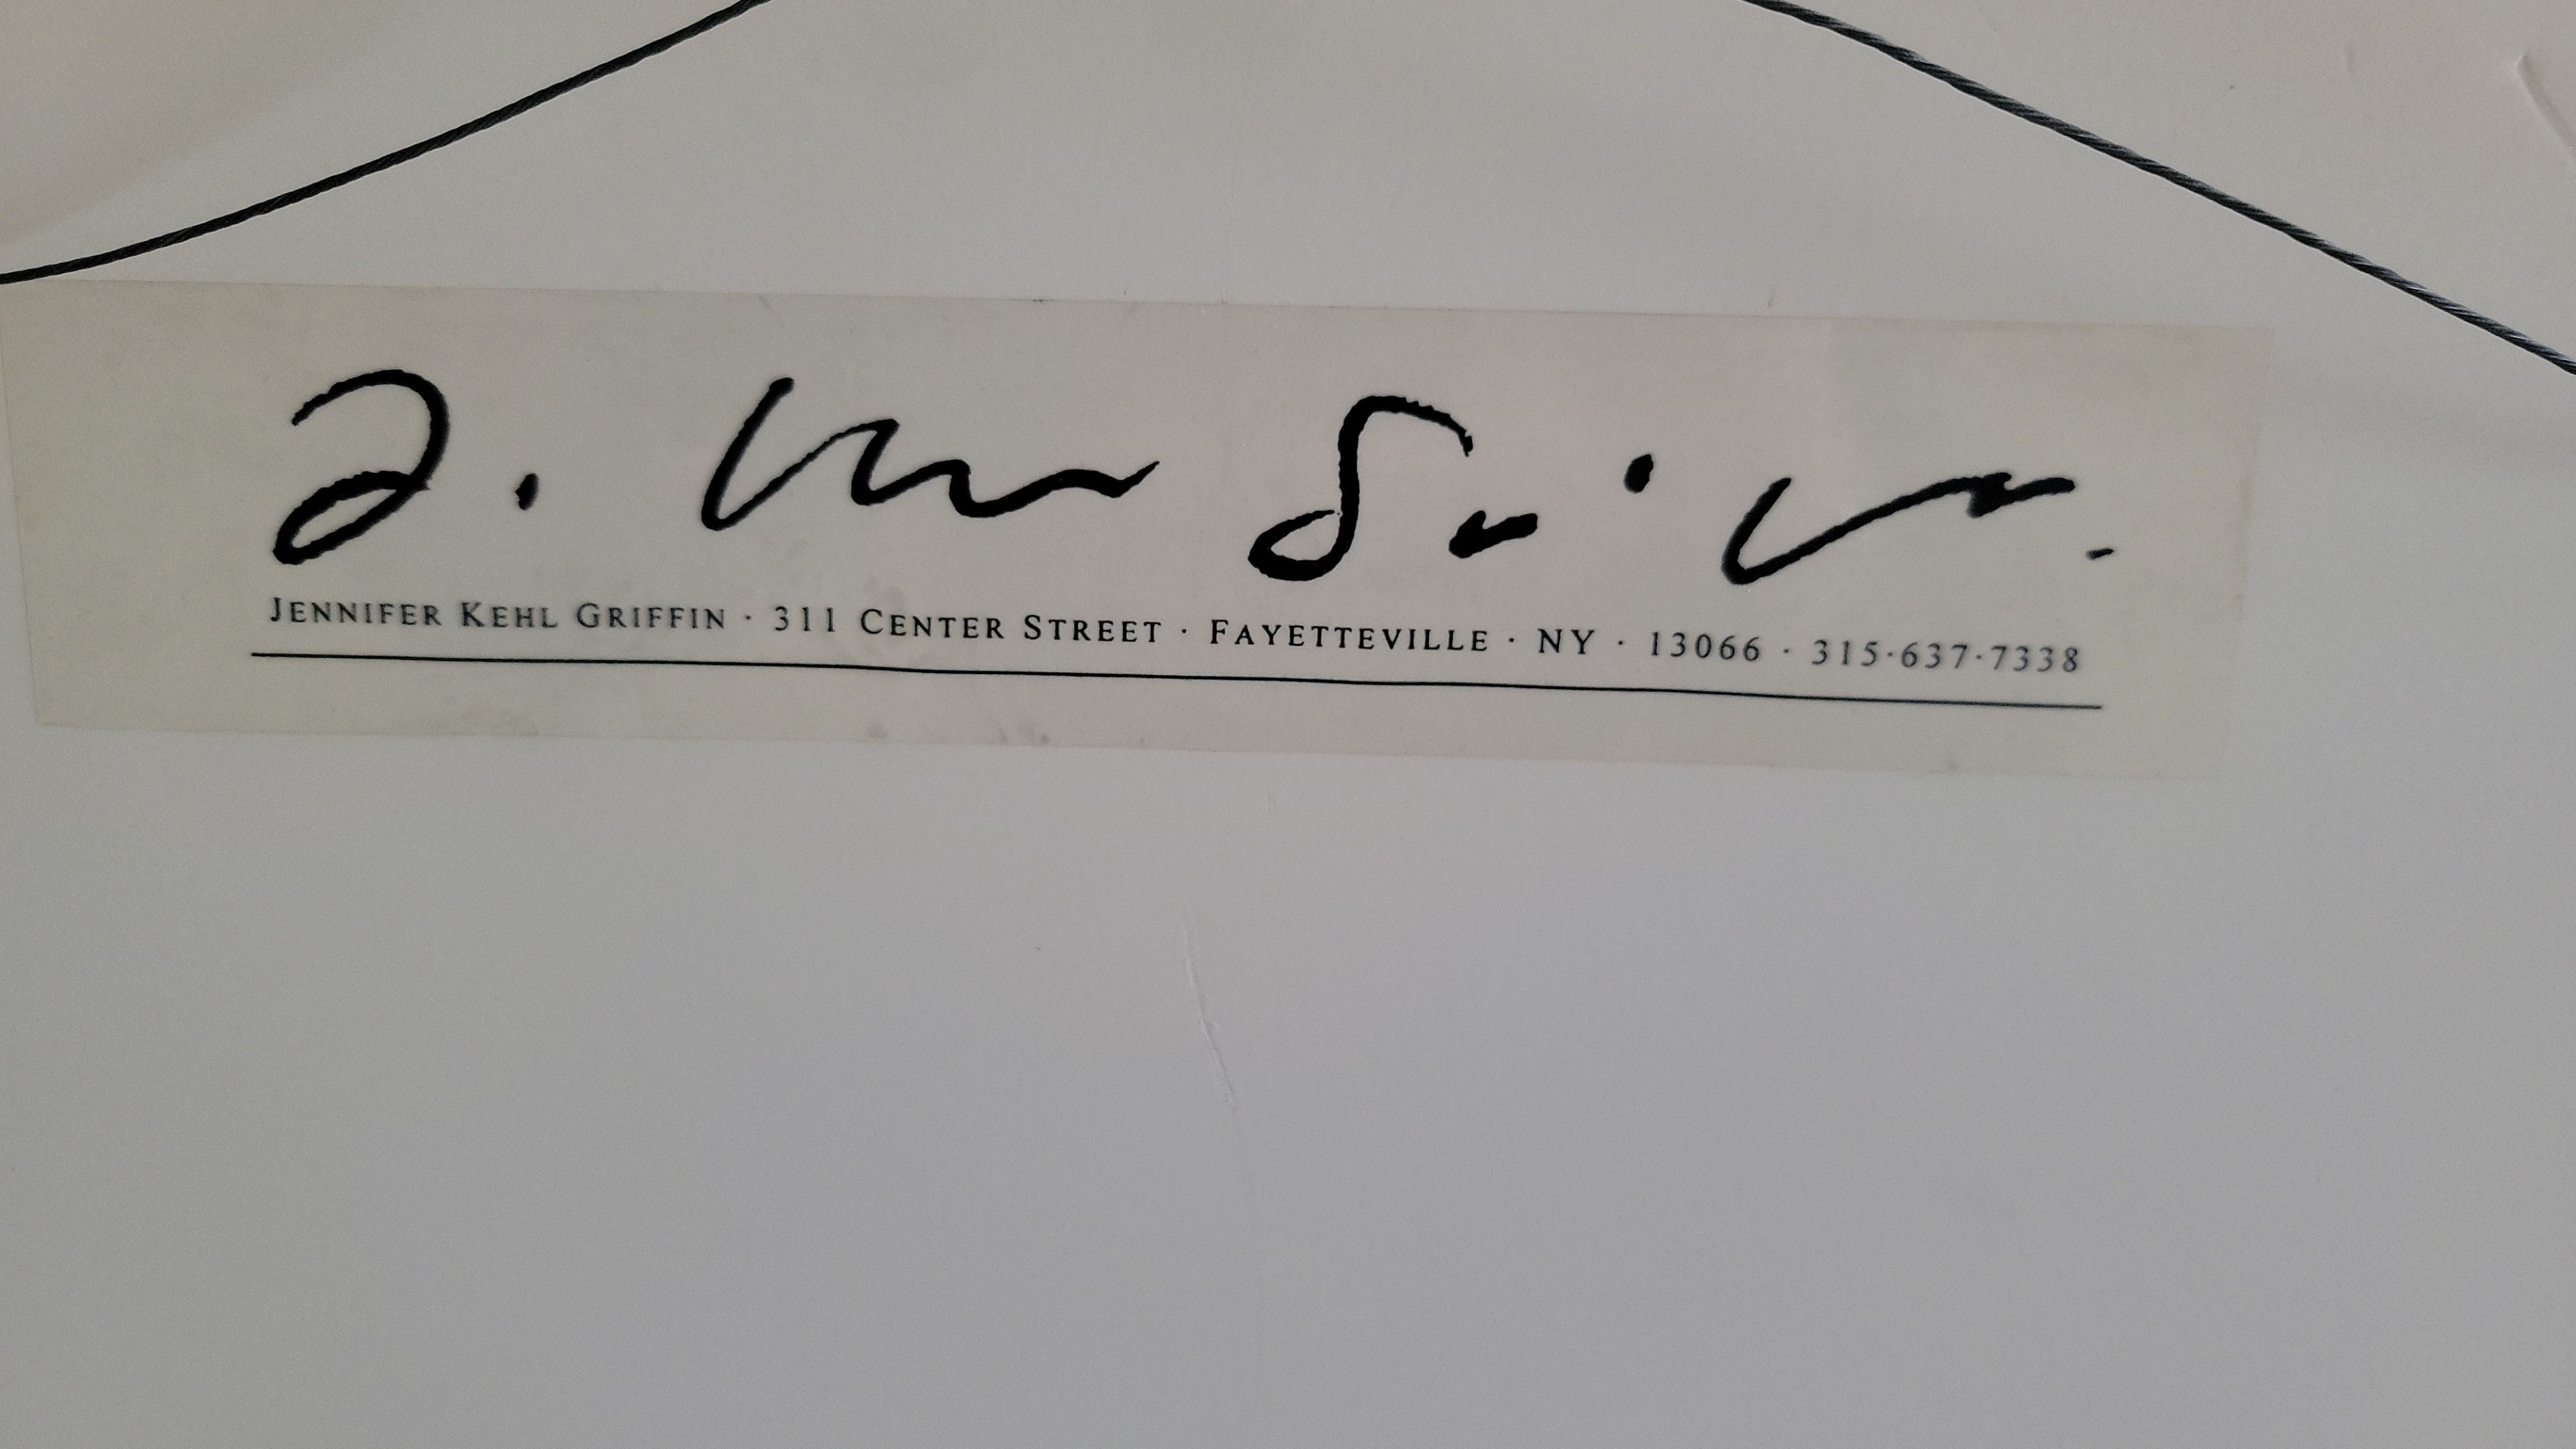 JENNIFER KEHL GRIFFIN · 311 CENTER STREET · FAYETTEVILLE · NY · 13066 · 315·637·7338